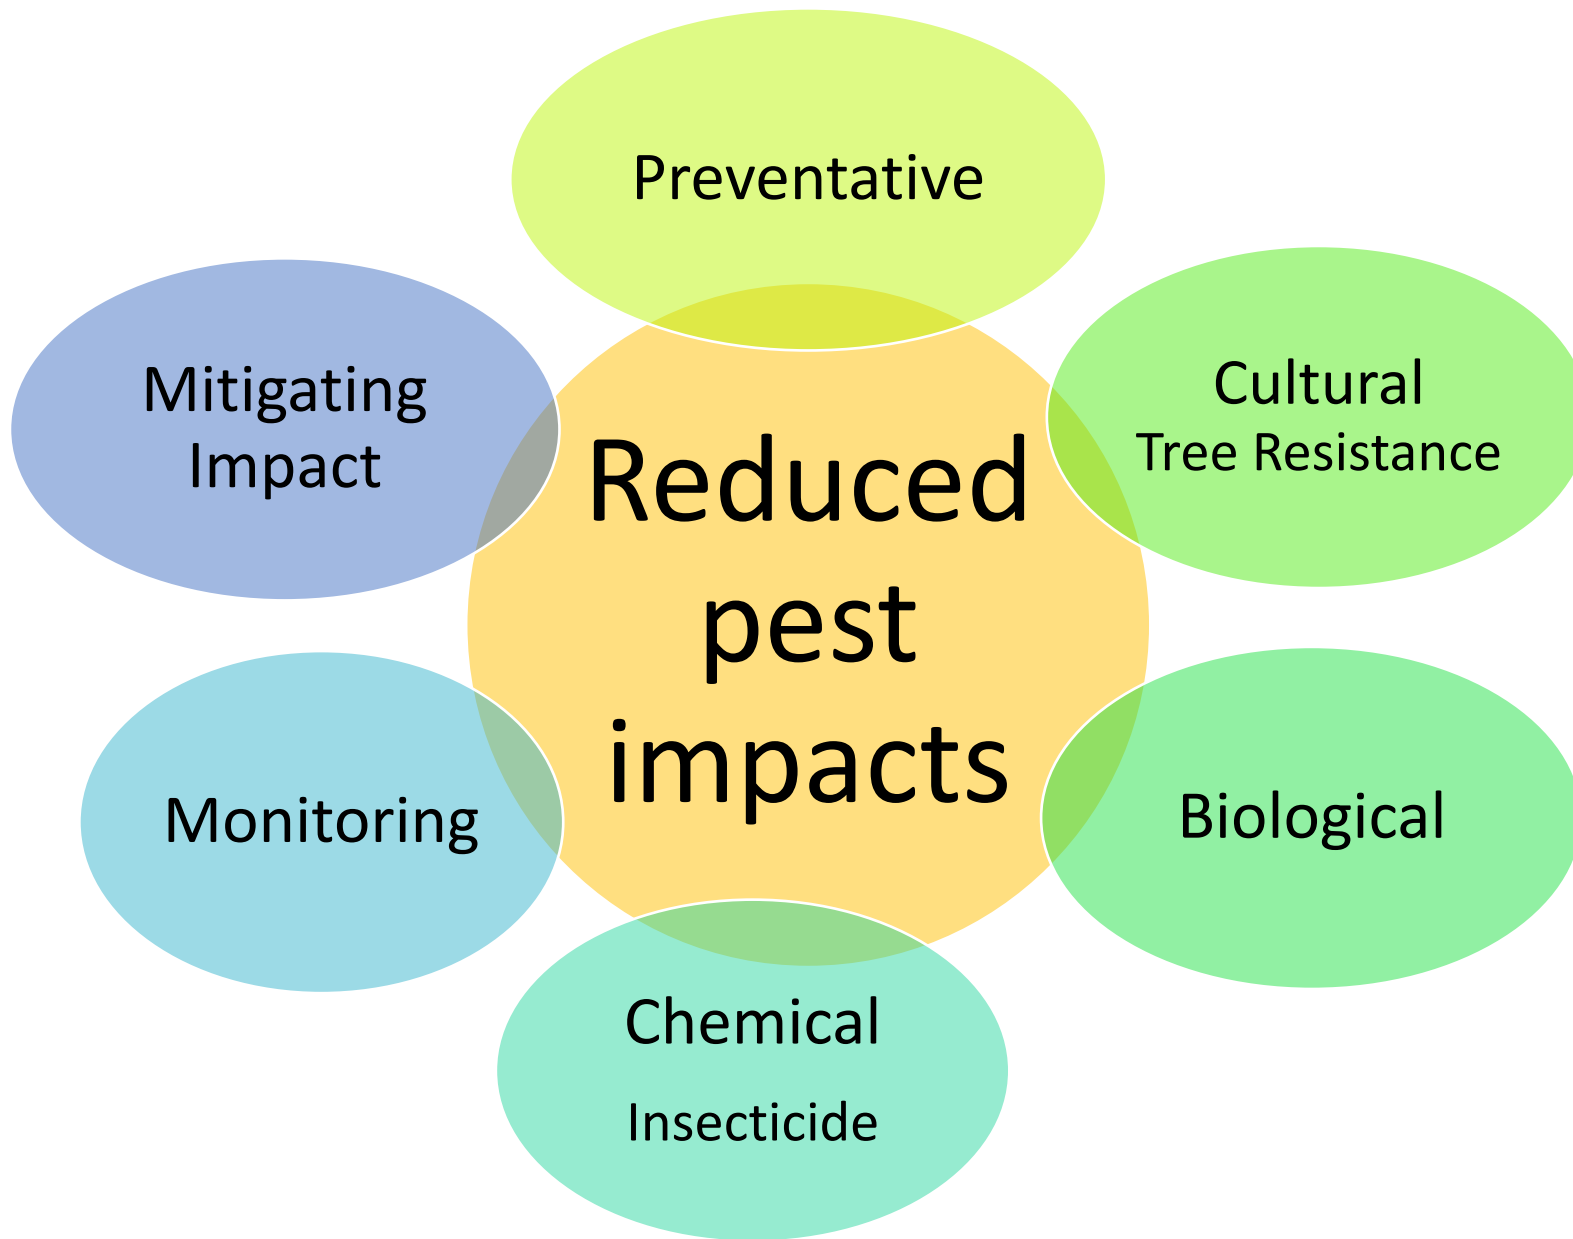 Preventative
Cultural
Tree Resistance
Biological
Chemical
Insecticide
Monitoring
Mitigating
Impact
Reduced
pest
impacts